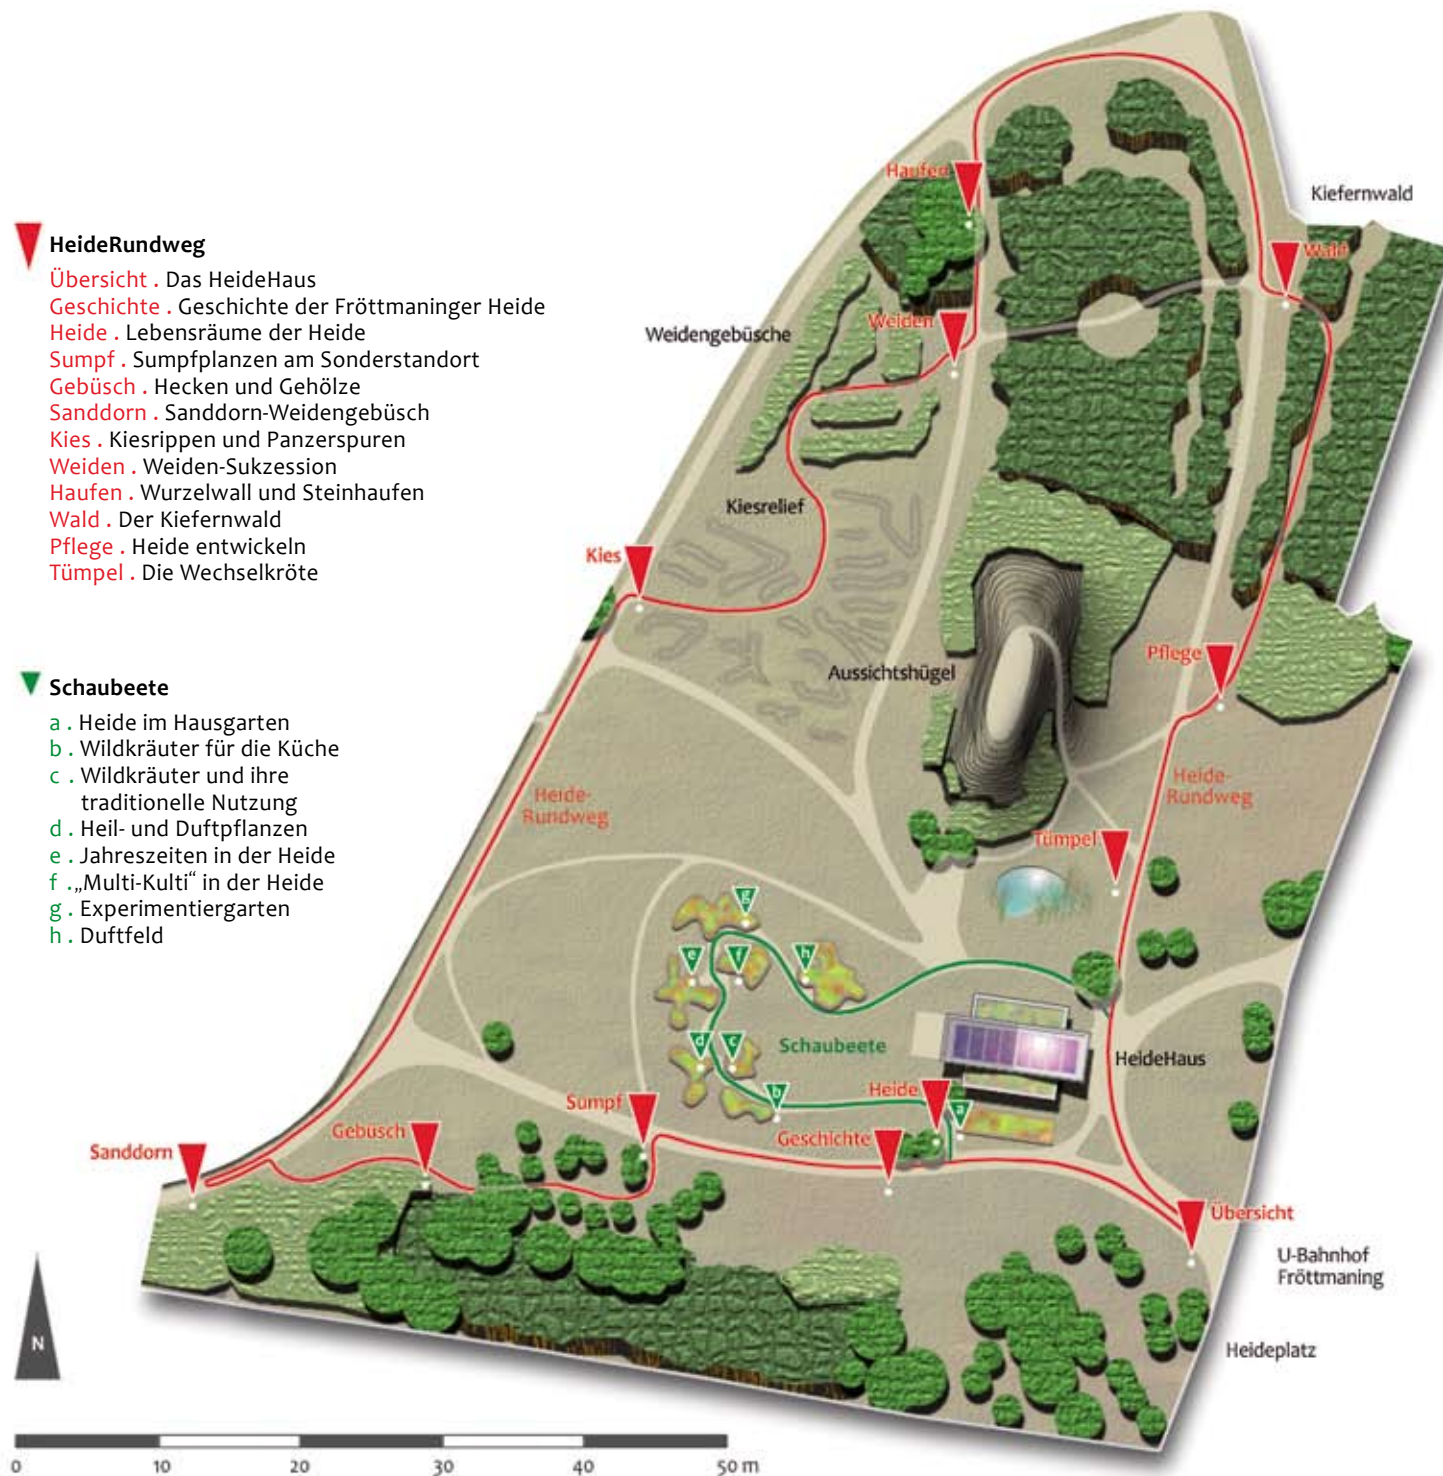 HeideRundweg
Übersicht . Das HeideHaus
Geschichte . Geschichte der Fröttmaninger Heide
Heide . Lebensräume der Heide
Sumpf . Sumpfplanzen am Sonderstandort
Gebüsch . Hecken und Gehölze
Sanddorn . Sanddorn-Weidengebüsch
Kies . Kiesrippen und Panzerspuren
Weiden . Weiden-Sukzession
Haufen . Wurzelwall und Steinhaufen
Wald . Der Kiefernwald
Pflege . Heide entwickeln
Tümpel . Die Wechselkröte
Schaubeete
a . Heide im Hausgarten
b . Wildkräuter für die Küche
c . Wildkräuter und ihre
traditionelle Nutzung
d . Heil- und Duftpflanzen
e . Jahreszeiten in der Heide
f . „Multi-Kulti“ in der Heide
g . Experimentiergarten
h . Duftfeld
Haufen
Kiefernwald
Wald
Weiden
Weidengebüsche
Kiesrelief
Kies
Aussichtshügel
Pflege
Heide-
Rundweg
Heide-
Rundweg
Tümpel
g
e
f
h
d
c
Schaubeete
HeideHaus
b
Heide
a
Sumpf
Gebüsch
Geschichte
Sanddorn
Übersicht
U-Bahnhof
Fröttmaning
Heideplatz
N
0 10 20 30 40 50 m